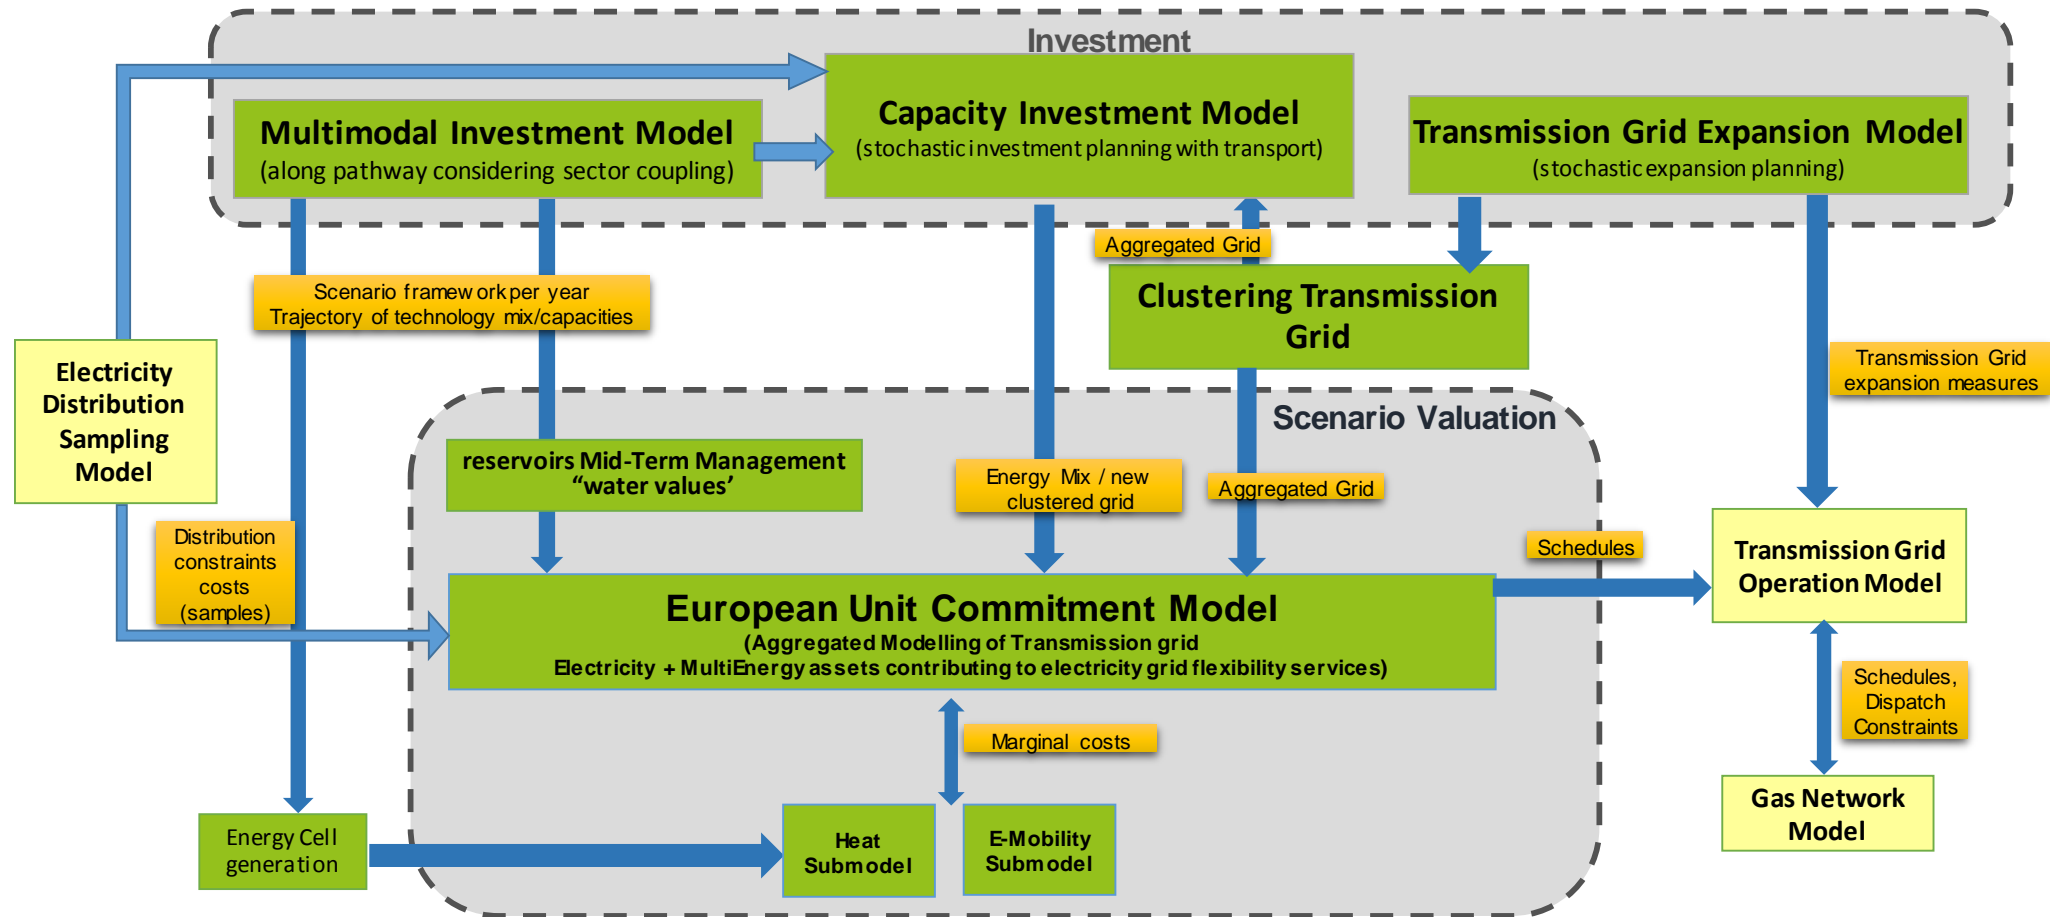 Investment
Capacity Investment Model
(stochastic investment planning with transport)
Multimodal Investment Model
(along pathway considering sector coupling)
Transmission Grid Expansion Model
(stochastic expansion planning)
Aggregated Grid
Scenario framework per year
Trajectory of technology mix/capacities
Clustering Transmission
Grid
Electricity
Distribution
Sampling
Model
Transmission Grid
expansion measures
Scenario Valuation
reservoirs Mid-Term Management
“water values’
Energy Mix / new
clustered grid
Aggregated Grid
Distribution
constraints
costs
(samples)
Schedules
Transmission Grid
Operation Model
European Unit Commitment Model
(Aggregated Modelling of Transmission grid
Electricity + MultiEnergy assets contributing to electricity grid flexibility services)
Schedules,
Dispatch
Constraints
Marginal costs
Gas Network
Model
Energy Cell
generation
Heat
Submodel
E-Mobility
Submodel